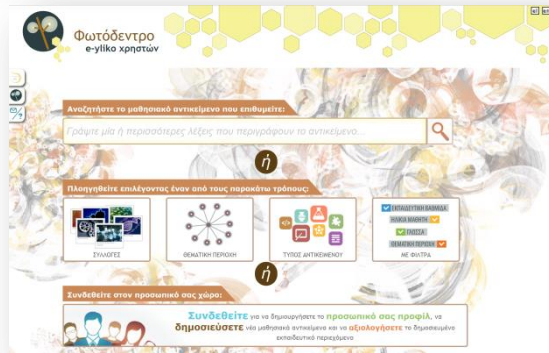 Φωτόδεντρο
e-yliko χρηστών
Αναζητήστε το μαθησιακό αντικείμενο που επιθυμείτε:
Γράψτε μία ή περισσότερες λέξεις που περιγράφουν το αντικείμενο...
ή
Πλοηγηθείτε επιλέγοντας έναν από τους παρακάτω τρόπους:
ΕΚΠΑΙΔΕΥΤΙΚΗ ΒΑΘΜΙΔΑ
ΗΛΙΚΙΑ ΜΑΘΗΤΗ
ΓΛΩΣΣΑ
ΘΕΜΑΤΙΚΗ ΠΕΡΙΟΧΗ
ΣΥΛΛΟΓΕΣ ΘΕΜΑΤΙΚΗ ΠΕΡΙΟΧΗ ΤΥΠΟΣ ΑΝΤΙΚΕΙΜΕΝΟΥ ΜΕ ΦΙΛΤΡΑ
ή
Συνδεθείτε στον προσωπικό σας χώρο:
Συνδεθείτε για να δημιουργήσετε το προσωπικό σας προφίλ, να
δημοσιεύσετε νέα μαθησιακά αντικείμενα και να αξιολογήσετε το δημοσιευμένο
εκπαιδευτικό περιεχόμενο